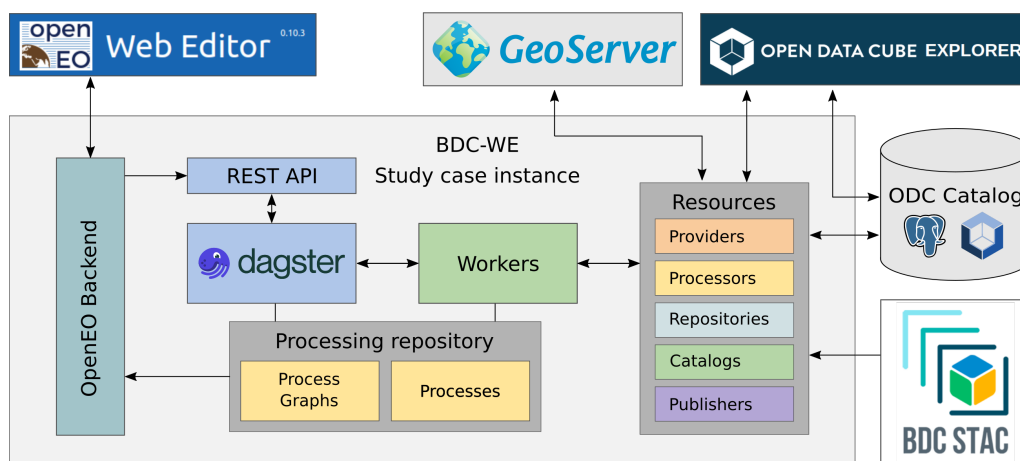 open
EO
Web Editor
0.10.3
GeoServer
OPEN DATA CUBE EXPLORER
BDC-WE
Study case instance
OpenEO Backend
REST API
dagster
Workers
Processing repository
Process
Graphs
Processes
Resources
Providers
Processors
Repositories
Catalogs
Publishers
ODC Catalog
BDC STAC